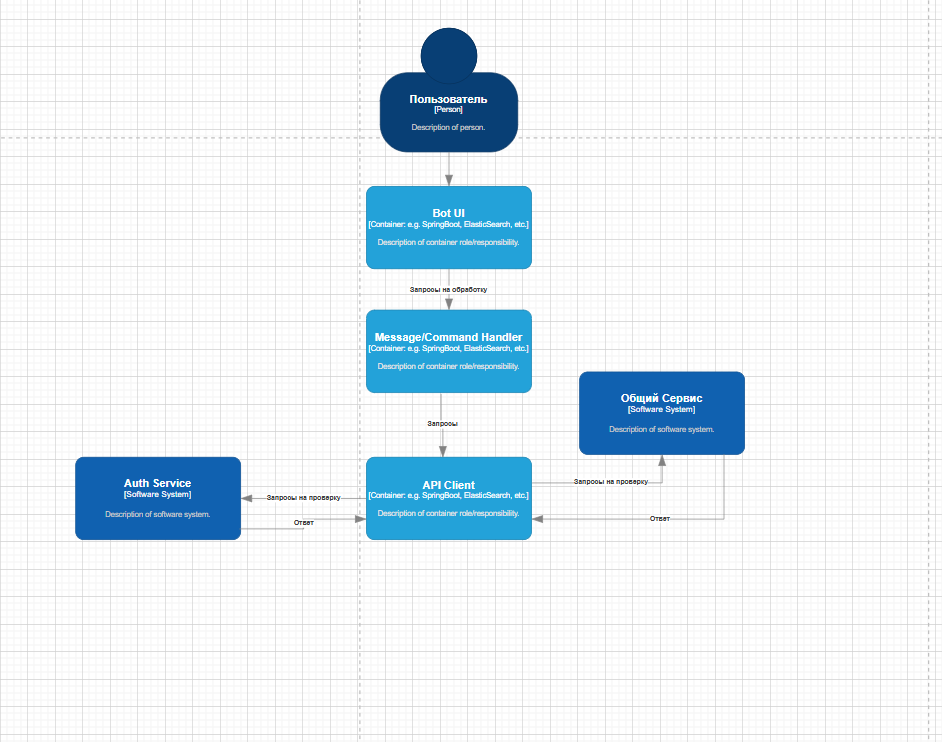 Пользователь
[Person]
Description of person.
Bot UI
[Container: e.g. SpringBoot, ElasticSearch, etc.]
Description of container role/responsibility.
Запросы на обработку
Message/Command Handler
[Container: e.g. SpringBoot, ElasticSearch, etc.]
Description of container role/responsibility.
Общий Сервис
[Software System]
Description of software system.
Запросы
Auth Service
[Software System]
Description of software system.
Запросы на проверку
Ответ
API Client
[Container: e.g. SpringBoot, ElasticSearch, etc.]
Description of container role/responsibility.
Запросы на проверку
Ответ